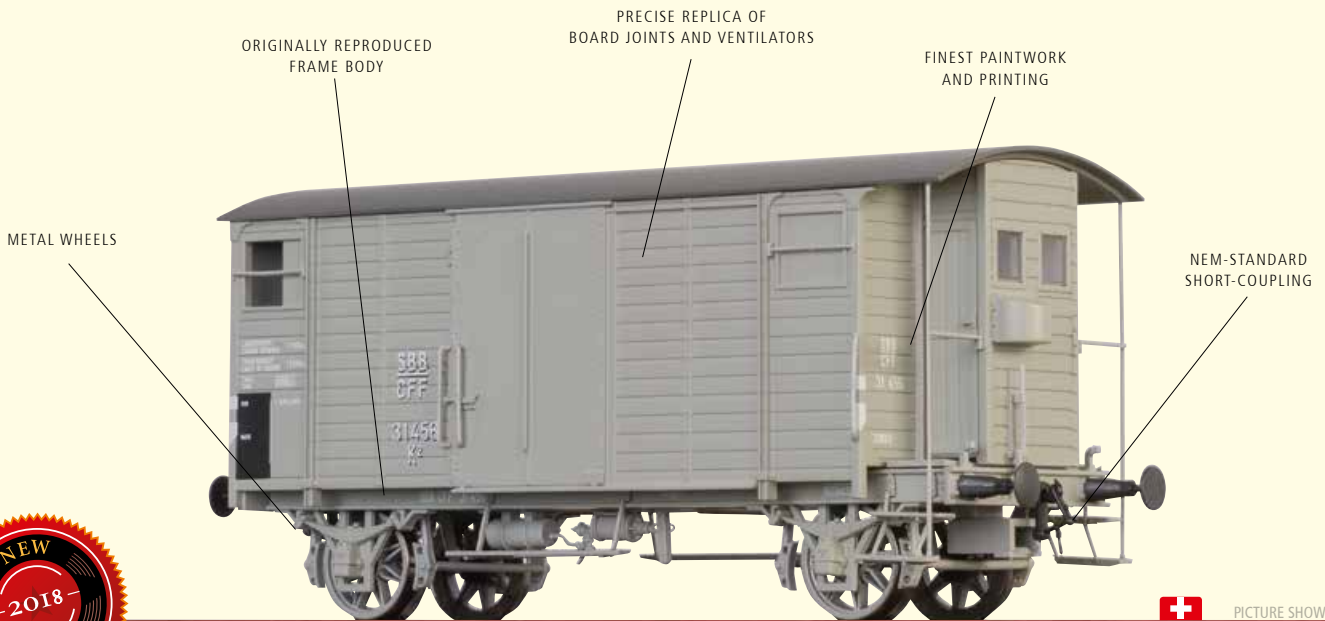 PRECISE REPLICA OF
BOARD JOINTS AND VENTILATORS
ORIGINALLY REPRODUCED
FRAME BODY
FINEST PAINTWORK
AND PRINTING
METAL WHEELS
NEM-STANDARD
SHORT-COUPLING
SBB
CFF
31456
K²
NEW
2018
PICTURE SHOW